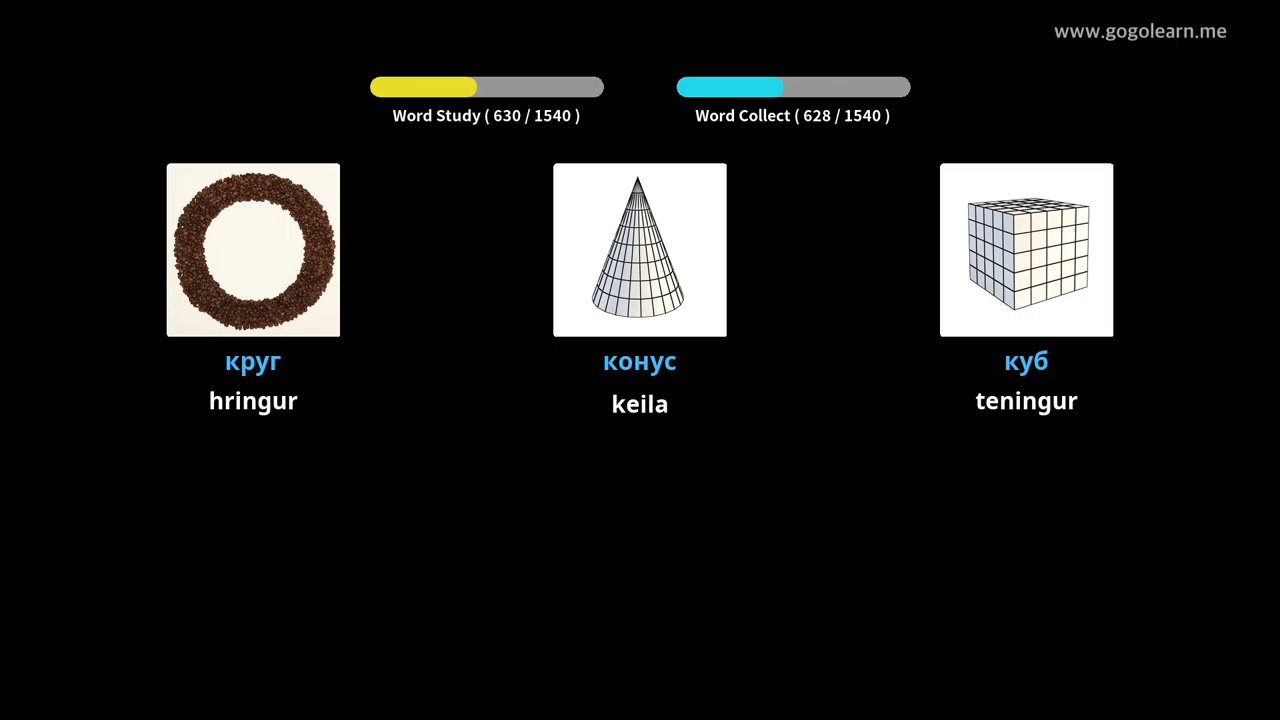 www.gogolearn.me
Word Study ( 630 / 1540 )
Word Collect ( 628 / 1540 )
круг
конус
куб
hringur
keila
teningur